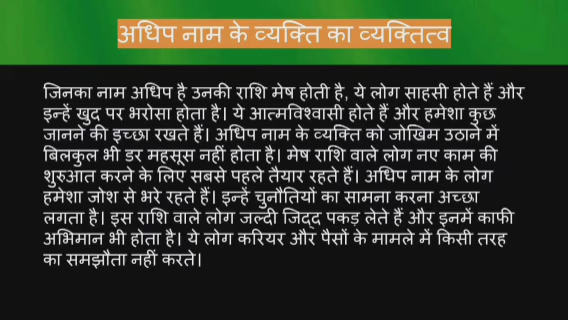 अधिप नाम के व्यक्ति का व्यक्तित्व
जिनका नाम अधिप है उनकी राशि मेष होती है, ये लोग साहसी होते हैं और
इन्हें खुद पर भरोसा होता है। ये आत्मविश्वासी होते हैं और हमेशा कुछ
जानने की इच्छा रखते हैं। अधिप नाम के व्यक्ति को जोखिम उठाने में
बिलकुल भी डर महसूस नहीं होता है। मेष राशि वाले लोग नए काम की
शुरुआत करने के लिए सबसे पहले तैयार रहते हैं। अधिप नाम के लोग
हमेशा जोश से भरे रहते हैं। इन्हें चुनौतियों का सामना करना अच्छा
लगता है। इस राशि वाले लोग जल्दी जिद्द पकड़ लेते हैं और इनमें काफी
अभिमान भी होता है। ये लोग करियर और पैसों के मामले में किसी तरह
का समझौता नहीं करते।